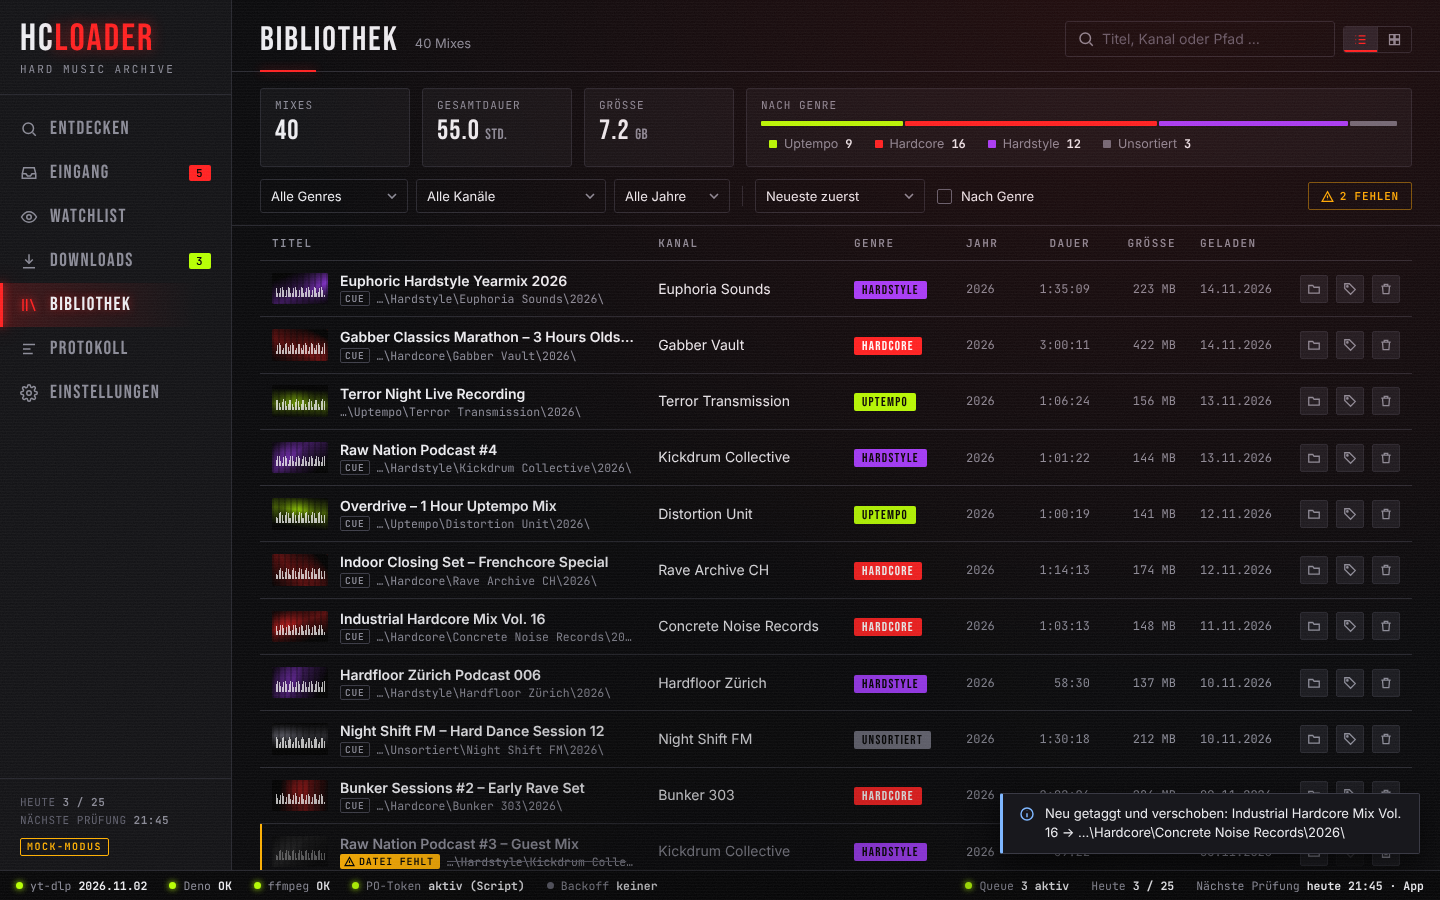 HCLOADER
HARD MUSIC ARCHIVE
ENTDECKEN
EINGANG 5
WATCHLIST
DOWNLOADS 3
BIBLIOTHEK
PROTOKOLL
EINSTELLUNGEN
HEUTE 3 / 25
NÄCHSTE PRÜFUNG 21:45
MOCK-MODUS
BIBLIOTHEK 40 Mixes
Titel, Kanal oder Pfad ...
MIXES
40
GESAMTDAUER
55.0 STD.
GRÖSSE
7.2 GB
NACH GENRE
Uptempo 9 Hardcore 16 Hardstyle 12 Unsortiert 3
Alle Genres Alle Kanäle Alle Jahre Neueste zuerst Nach Genre 2 FEHLEN
TITEL KANAL GENRE JAHR DAUER GRÖSSE GELADEN
Euphoric Hardstyle Yearmix 2026
CUE …\Hardstyle\Euphoria Sounds\2026\
Euphoria Sounds HARDSTYLE 2026 1:35:09 223 MB 14.11.2026
Gabber Classics Marathon – 3 Hours Olds…
CUE …\Hardcore\Gabber Vault\2026\
Gabber Vault HARDCORE 2026 3:00:11 422 MB 14.11.2026
Terror Night Live Recording
…\Uptempo\Terror Transmission\2026\
Terror Transmission UPTEMPO 2026 1:06:24 156 MB 13.11.2026
Raw Nation Podcast #4
CUE …\Hardstyle\Kickdrum Collective\2026\
Kickdrum Collective HARDSTYLE 2026 1:01:22 144 MB 13.11.2026
Overdrive – 1 Hour Uptempo Mix
CUE …\Uptempo\Distortion Unit\2026\
Distortion Unit UPTEMPO 2026 1:00:19 141 MB 12.11.2026
Indoor Closing Set – Frenchcore Special
CUE …\Hardcore\Rave Archive CH\2026\
Rave Archive CH HARDCORE 2026 1:14:13 174 MB 12.11.2026
Industrial Hardcore Mix Vol. 16
CUE …\Hardcore\Concrete Noise Records\20…
Concrete Noise Records HARDCORE 2026 1:03:13 148 MB 11.11.2026
Hardfloor Zürich Podcast 006
CUE …\Hardstyle\Hardfloor Zürich\2026\
Hardfloor Zürich HARDSTYLE 2026 58:30 137 MB 10.11.2026
Night Shift FM – Hard Dance Session 12
CUE …\Unsortiert\Night Shift FM\2026\
Night Shift FM UNSORTIERT 2026 1:30:18 212 MB 10.11.2026
Bunker Sessions #2 – Early Rave Set
CUE …\Hardcore\Bunker 303\2026\
Bunker 303 HARDCORE 2026
Raw Nation Podcast #3 – Guest Mix
DATEI FEHLT …\Hardstyle\Kickdrum Colle…
Kickdrum Collective HARDSTYLE 2026
Neu getaggt und verschoben: Industrial Hardcore Mix Vol.
16 → …\Hardcore\Concrete Noise Records\2026\
yt-dlp 2026.11.02 Deno OK ffmpeg OK PO-Token aktiv (Script) Backoff keiner Queue 3 aktiv Heute 3 / 25 Nächste Prüfung heute 21:45 · App